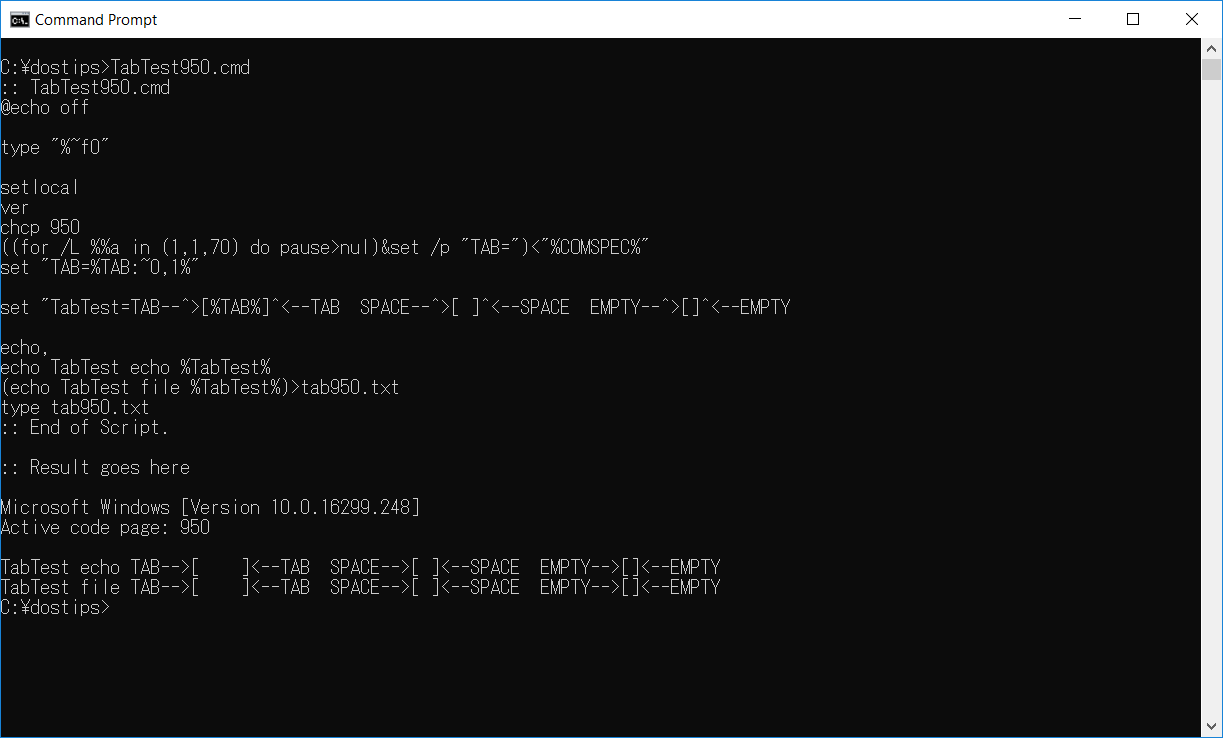 Command Prompt
C:¥dostips>TabTest950.cmd
:: TabTest950.cmd
@echo off
type "%~f0"
setlocal
ver
chcp 950
((for /L %%a in (1,1,70) do pause>nul)&set /p "TAB=")<"%COMSPEC%"
set "TAB=%TAB:~0,1%"
set "TabTest=TAB--^>[%TAB%]^<--TAB  SPACE--^>[ ]^<--SPACE  EMPTY--^>[]^<--EMPTY
echo,
echo TabTest echo %TabTest%
(echo TabTest file %TabTest%)>tab950.txt
type tab950.txt
:: End of Script.
:: Result goes here
Microsoft Windows [Version 10.0.16299.248]
Active code page: 950
TabTest echo TAB-->[    ]<--TAB  SPACE-->[ ]<--SPACE  EMPTY-->[]<--EMPTY
TabTest file TAB-->[    ]<--TAB  SPACE-->[ ]<--SPACE  EMPTY-->[]<--EMPTY
C:¥dostips>